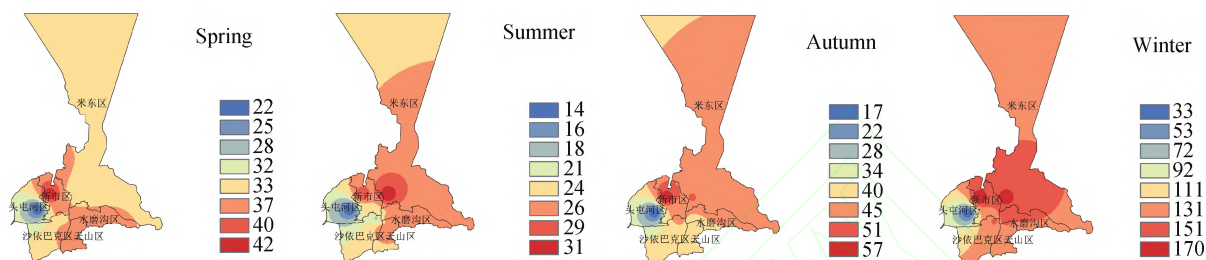 Spring
米东区
新市区
头屯河区
水磨沟区
沙依巴克区天山区
22
25
28
32
33
37
40
42
Summer
米东区
新市区
头屯河区
水磨沟区
沙依巴克区天山区
14
16
18
21
24
26
29
31
Autumn
米东区
新市区
头屯河区
水磨沟区
沙依巴克区天山区
17
22
28
34
40
45
51
57
Winter
米东区
新市区
头屯河区
水磨沟区
沙依巴克区天山区
33
53
72
92
111
131
151
170